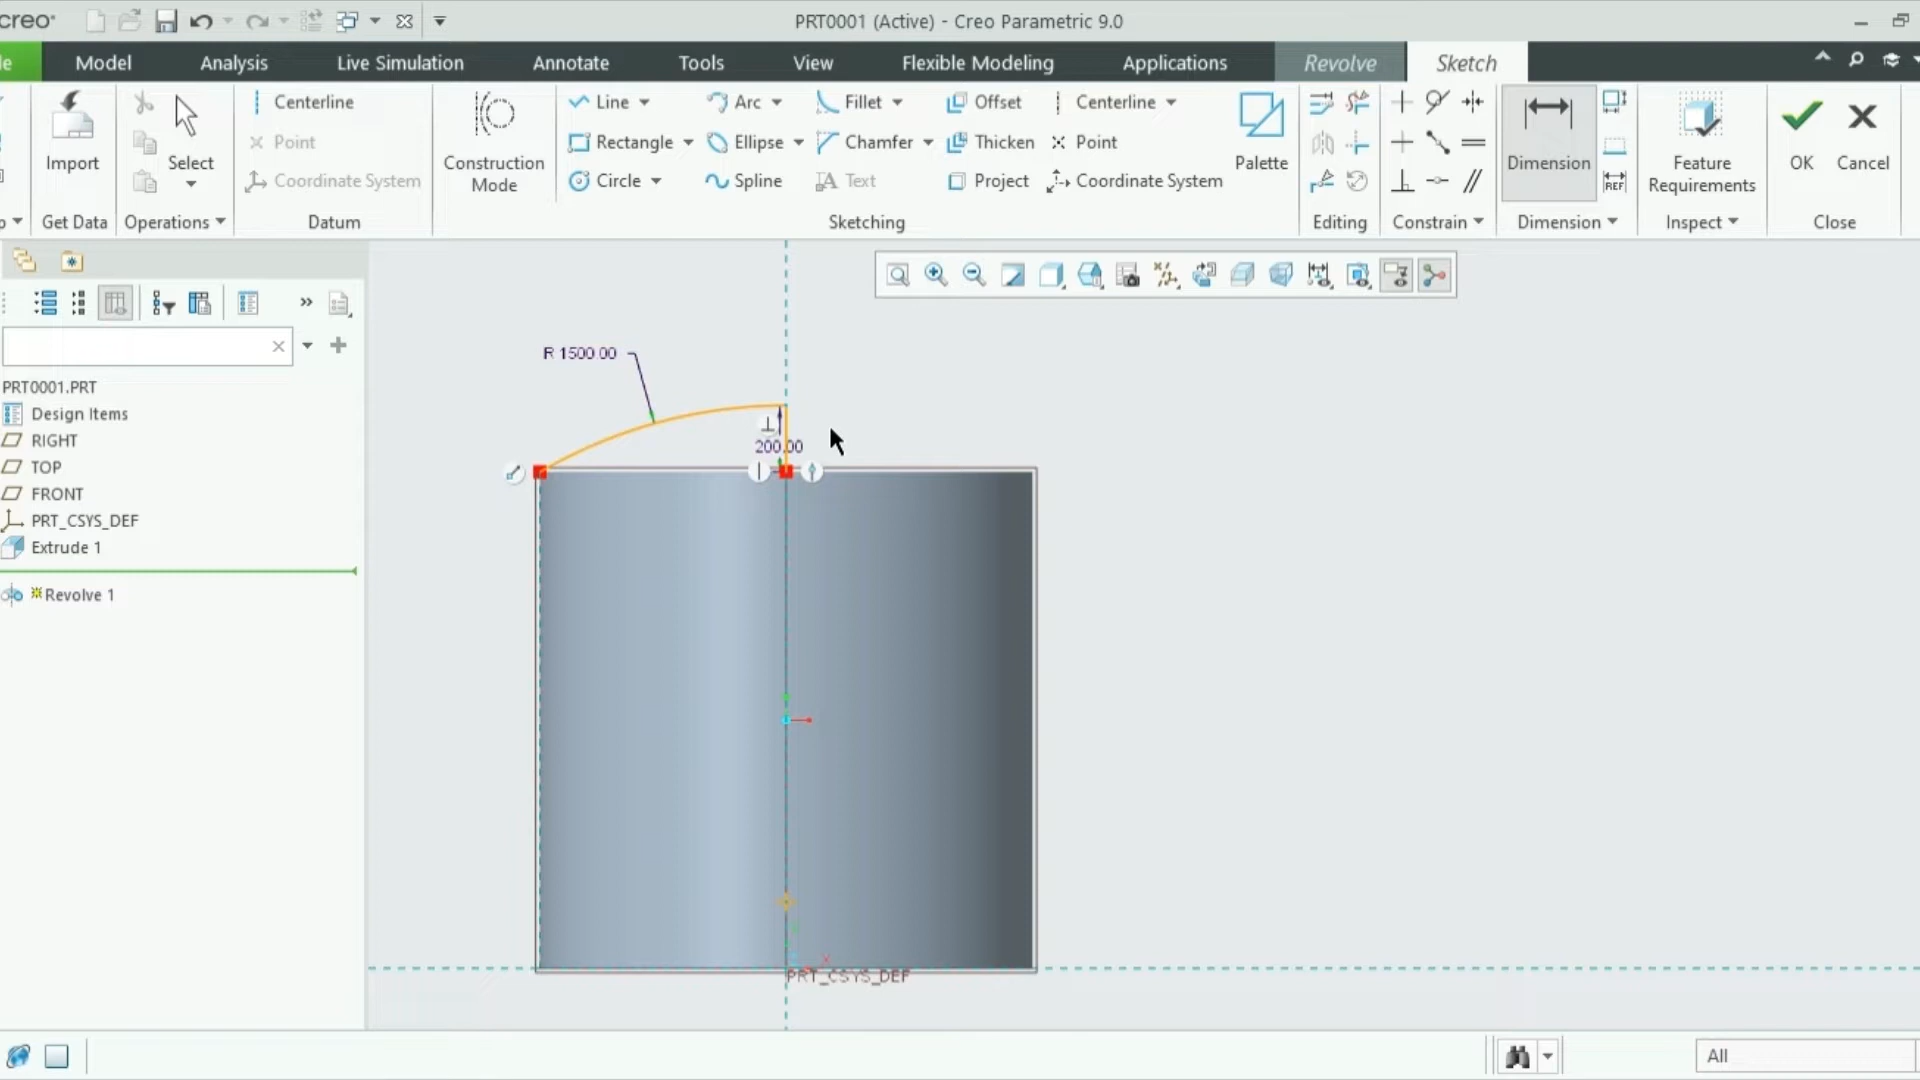 creo
PRT0001 (Active) - Creo Parametric 9.0
Model Analysis Live Simulation Annotate Tools View Flexible Modeling Applications Revolve Sketch
Import
Get Data
Select
Operations
Centerline
Point
Coordinate System
Datum
Construction
Mode
Line Arc Fillet Offset Centerline
Rectangle Ellipse Chamfer Thicken Point
Circle Spline Text Project Coordinate System
Palette
Sketching
Editing
Constrain
Dimension
REF
Dimension
Feature
Requirements
Inspect
OK Cancel
Close
PRT0001.PRT
Design Items
RIGHT
TOP
FRONT
PRT_CSYS_DEF
Extrude 1
Revolve 1
R 1500.00
200.00
X
PRT_CSYS_DEF
All